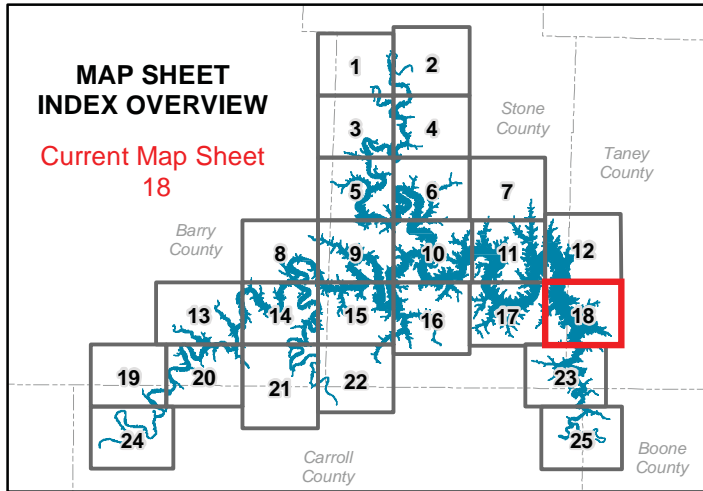 1
2
MAP SHEET
INDEX OVERVIEW
Current Map Sheet
18
3
4
Stone
County
Taney
County
5
6
7
Barry
County
8
9
10
11
12
13
14
15
16
17
18
19
20
21
22
23
24
25
Carroll
County
Boone
County